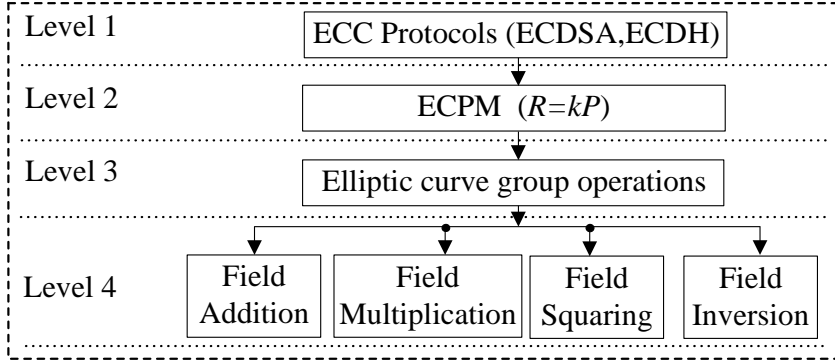 Level 1
ECC Protocols (ECDSA,ECDH)
Level 2
ECPM (R=kP)
Level 3
Elliptic curve group operations
Level 4
Field
Addition
Field
Multiplication
Field
Squaring
Field
Inversion